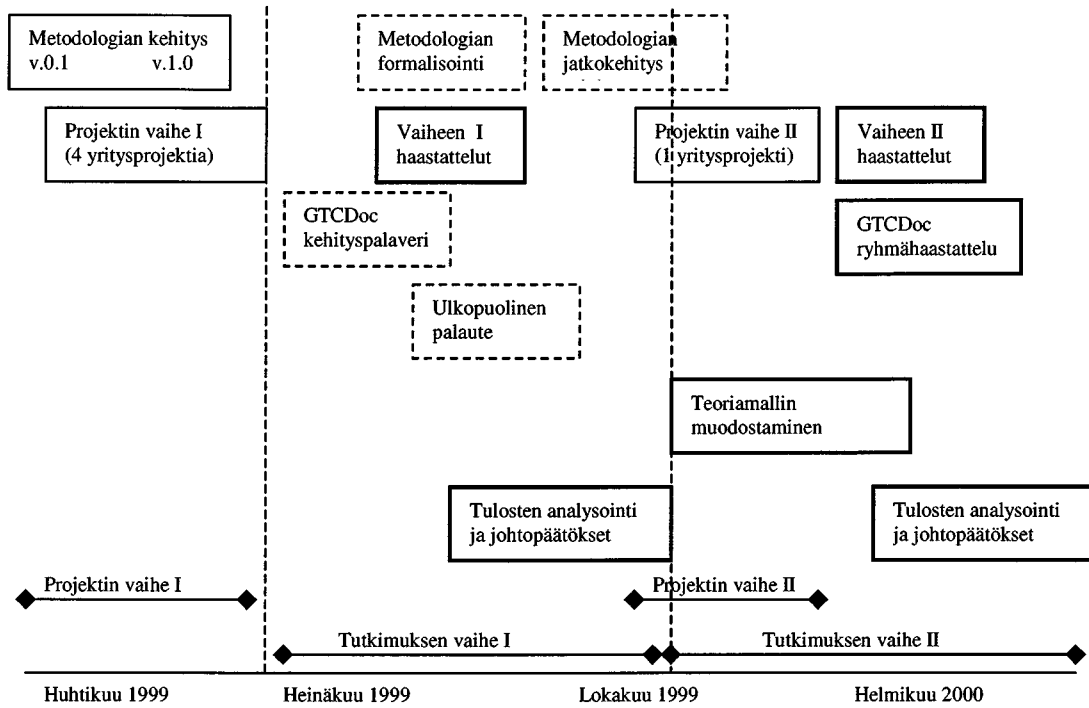 Metodologian kehitys
v.0.1 v.1.0
Metodologian
formalisointi
Metodologian
jatkokehitys
Projektin vaihe I
(4 yritysprojektia)
Vaiheen I
haastattelut
Projektin vaihe II
(1 yritysprojekti)
Vaiheen II
haastattelut
GTCDoc
kehityspalaveri
GTCDoc
ryhmähaastattelu
Ulkopuolinen
palaute
Teoriamallin
muodostaminen
Tulosten analysointi
ja johtopäätökset
Tulosten analysointi
ja johtopäätökset
Projektin vaihe I
Projektin vaihe II
Tutkimuksen vaihe I
Tutkimuksen vaihe II
Huhtikuu 1999
Heinäkuu 1999
Lokakuu 1999
Helmikuu 2000